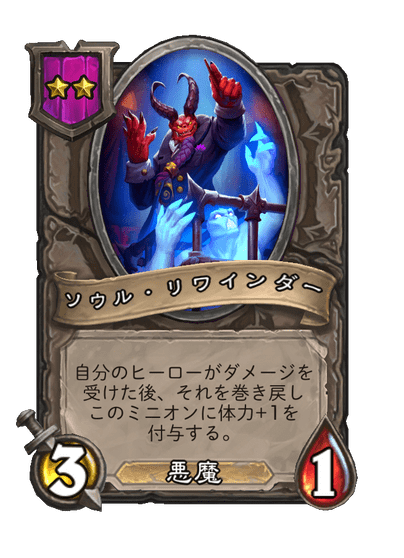 ソウル・リワインダー
自分のヒーローがダメージを
受けた後、それを巻き戻し
このミニオンに体力+1を
付与する。
3
悪魔
1